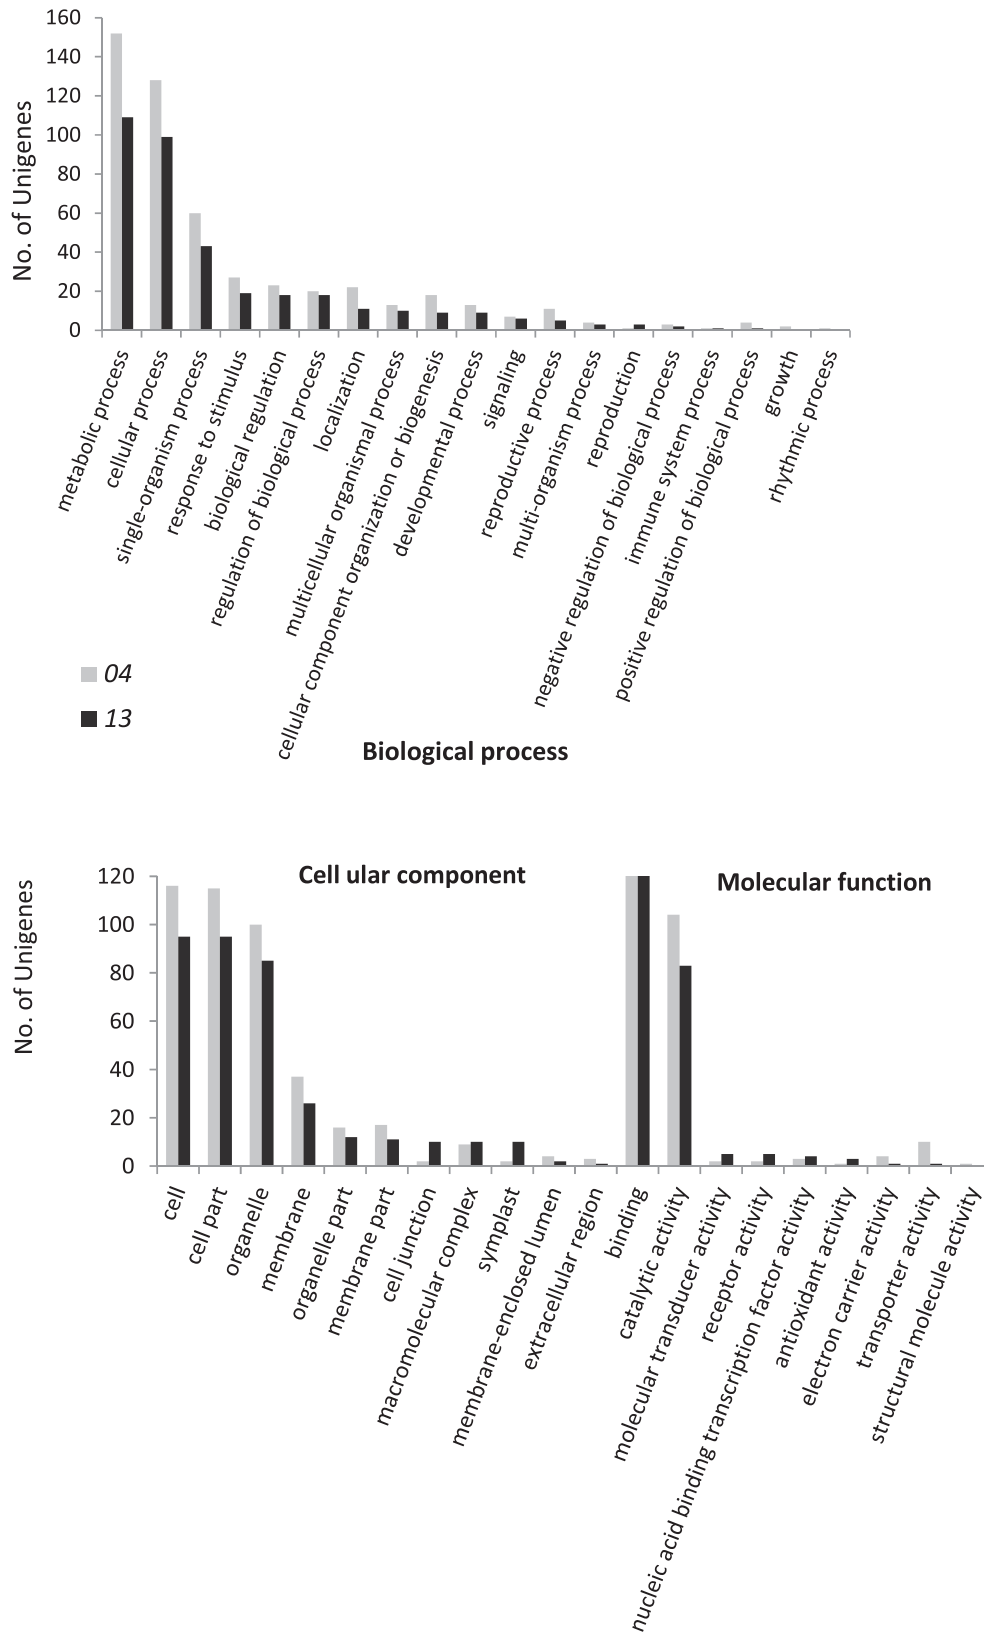 160
140
120
100
80
60
40
20
0
No. of Unigenes
metabolic process
cellular process
single-organism process
response to stimulus
biological regulation
regulation of biological process
localization
multicellular organismal process
cellular component organization or biogenesis
developmental process
signaling
reproductive process
multi-organism process
reproduction
negative regulation of biological process
immune system process
positive regulation of biological process
growth
rhythmic process
04
13
Biological process
Cell ular component
Molecular function
120
100
80
60
40
20
0
No. of Unigenes
cell
cell part
organelle
membrane
organelle part
membrane part
cell junction
macromolecular complex
symplast
membrane-enclosed lumen
extracellular region
binding
catalytic activity
molecular transducer activity
receptor activity
nucleic acid binding transcription factor activity
antioxidant activity
electron carrier activity
transporter activity
structural molecule activity